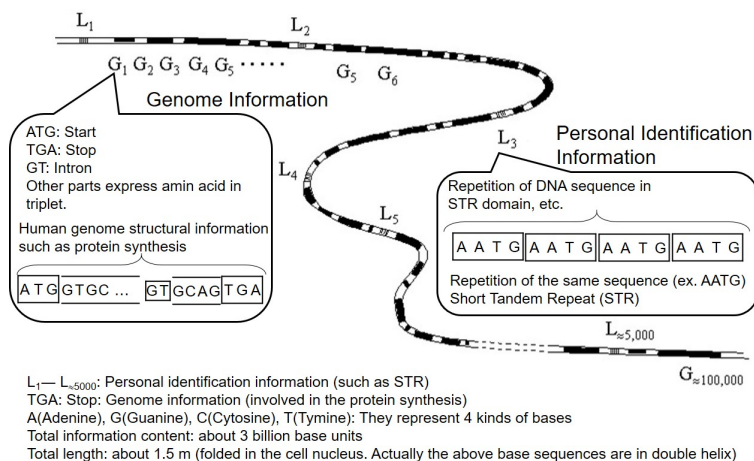 L1
L2
G1 G2 G3 G4 G5 ····· G5 G6
Genome Information
ATG: Start
TGA: Stop
GT: Intron
Other parts express amin acid in
triplet.
Human genome structural information
such as protein synthesis
A T G GTGC ... GT GCAG TGA
L3
Personal Identification
Information
L4
Repetition of DNA sequence in
STR domain, etc.
L5
A A T G A A T G A A T G A A T G
Repetition of the same sequence (ex. AATG)
Short Tandem Repeat (STR)
L≈5,000
G≈100,000
L1— L≈5000: Personal identification information (such as STR)
TGA: Stop: Genome information (involved in the protein synthesis)
A(Adenine), G(Guanine), C(Cytosine), T(Tymine): They represent 4 kinds of bases
Total information content: about 3 billion base units
Total length: about 1.5 m (folded in the cell nucleus. Actually the above base sequences are in double helix)